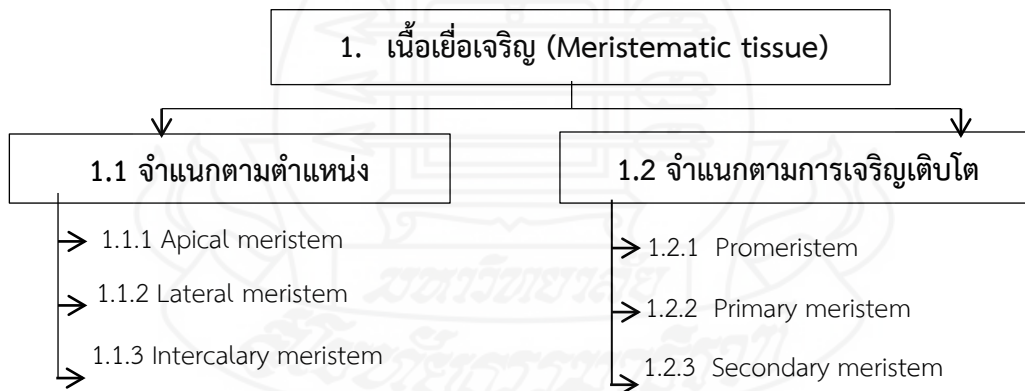 1. เนื้อเยื่อเจริญ (Meristematic tissue)
1.1 จำแนกตามตำแหน่ง
1.1.1 Apical meristem
1.1.2 Lateral meristem
1.1.3 Intercalary meristem
1.2 จำแนกตามการเจริญเติบโต
1.2.1 Promeristem
1.2.2 Primary meristem
1.2.3 Secondary meristem